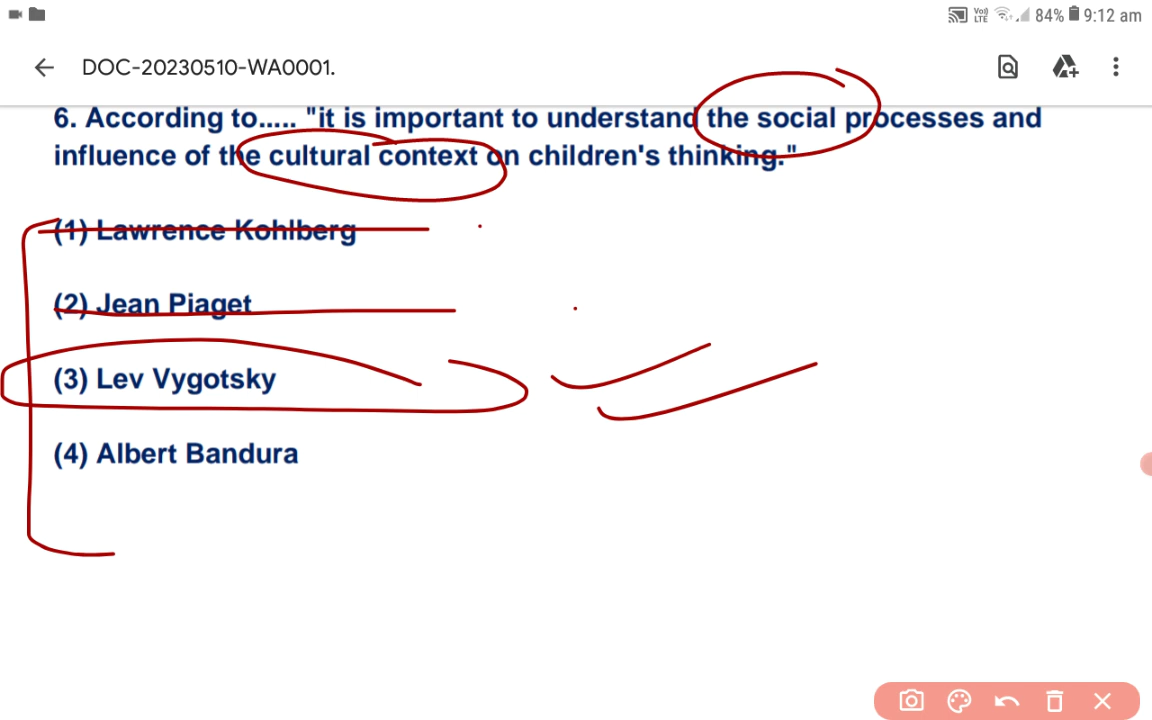 Vo) 84% 9:12 am
LTE
DOC-20230510-WA0001.
6. According to..... "it is important to understand the social processes and
influence of the cultural context on children's thinking."
(1) Lawrence Kohlberg
(2) Jean Piaget
(3) Lev Vygotsky
(4) Albert Bandura